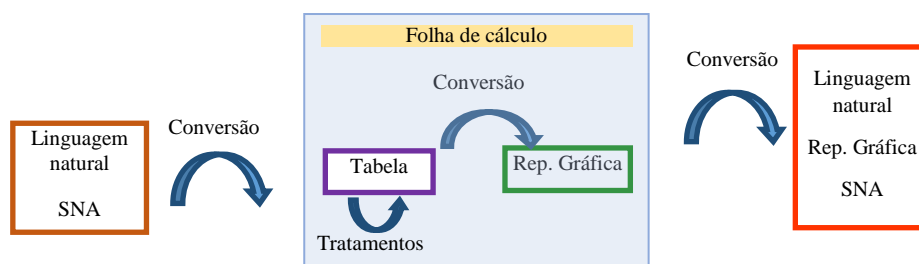 Linguagem
natural
SNA
Conversão
Folha de cálculo
Conversão
Tabela
Rep. Gráfica
Tratamentos
Conversão
Linguagem
natural
Rep. Gráfica
SNA